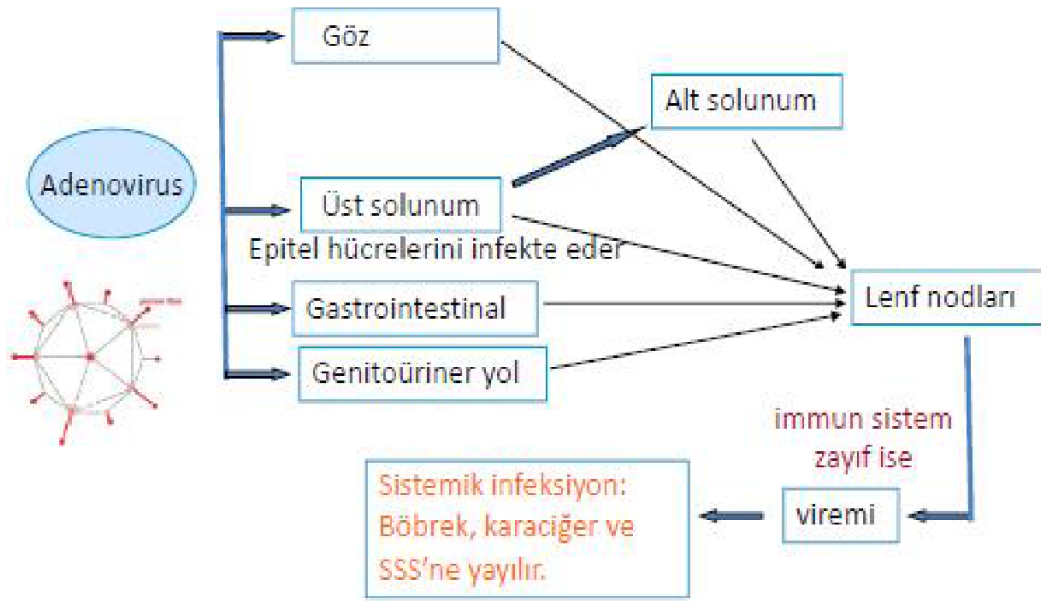 Göz
Alt solunum
Adenovirus
Üst solunum
Epitel hücrelerini infekte eder
Gastrointestinal
Lenf nodları
Genitoüriner yol
immun sistem
zayıf ise
Sistemik infeksiyon:
Böbrek, karaciğer ve
SSS'ne yayılır.
viremi